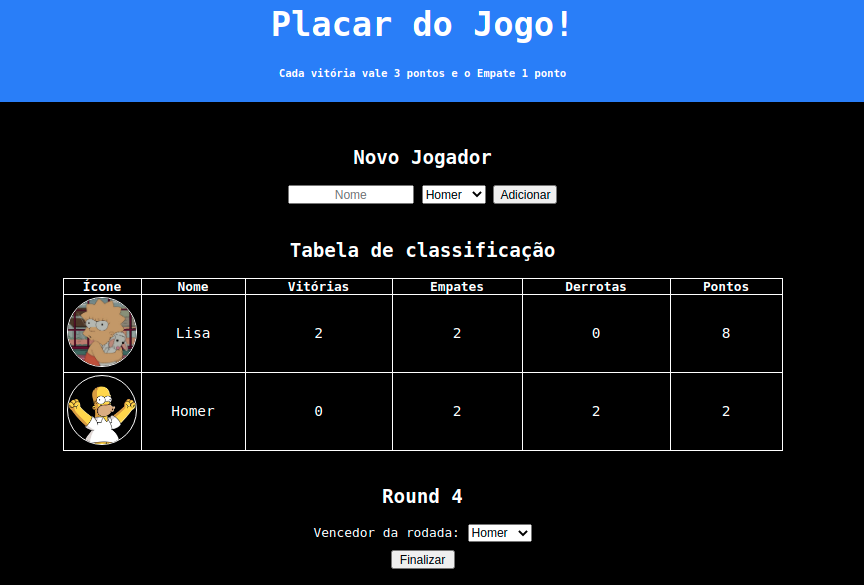 Placar do Jogo!
Cada vitória vale 3 pontos e o Empate 1 ponto
Novo Jogador
Nome Homer Adicionar
Tabela de classificação
Ícone Nome Vitórias Empates Derrotas Pontos
Lisa 2 2 0 8
Homer 0 2 2 2
Round 4
Vencedor da rodada: Homer
Finalizar